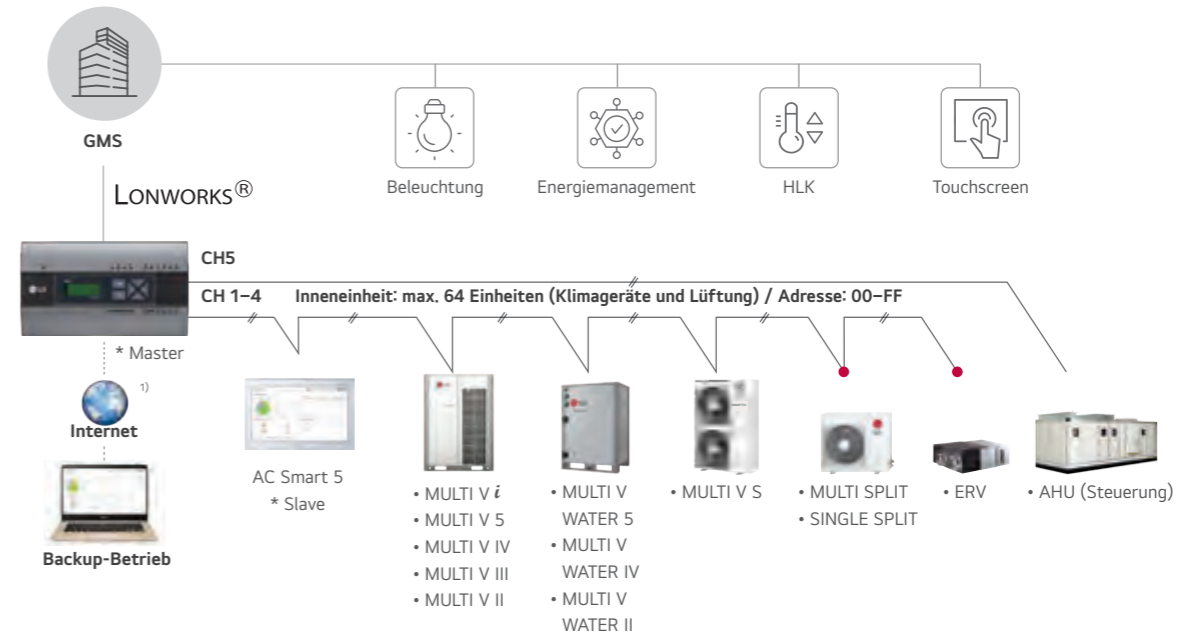 GMS
LONWORKS®
Beleuchtung
Energiemanagement
HLK
Touchscreen
CH5
CH 1–4
Inneneinheit: max. 64 Einheiten (Klimageräte und Lüftung) / Adresse: 00–FF
* Master
1)
Internet
Backup-Betrieb
AC Smart 5
* Slave
• MULTI V i
• MULTI V 5
• MULTI V IV
• MULTI V III
• MULTI V II
• MULTI V
WATER 5
• MULTI V
WATER IV
• MULTI V
WATER II
• MULTI V S
• MULTI SPLIT
• SINGLE SPLIT
• ERV
• AHU (Steuerung)